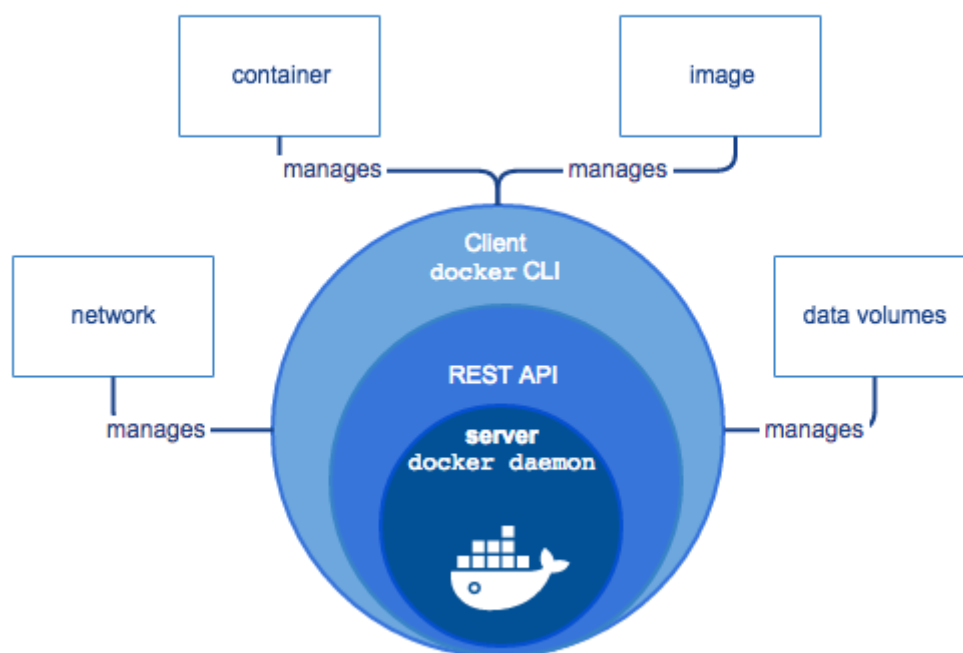 container
image
manages
manages
Client
docker CLI
network
data volumes
REST API
manages
server
manages
docker daemon